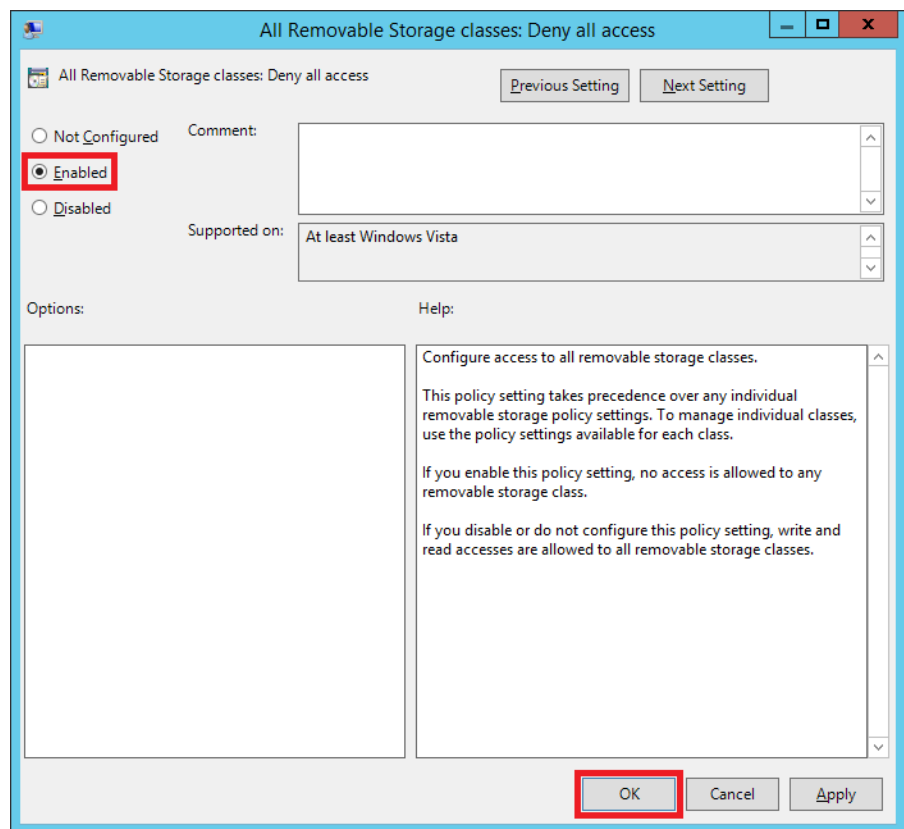 All Removable Storage classes: Deny all access
All Removable Storage classes: Deny all access
Previous Setting
Next Setting
Not Configured
Comment:
Enabled
Disabled
Supported on:
At least Windows Vista
Options:
Help:
Configure access to all removable storage classes.
This policy setting takes precedence over any individual
removable storage policy settings. To manage individual classes,
use the policy settings available for each class.
If you enable this policy setting, no access is allowed to any
removable storage class.
If you disable or do not configure this policy setting, write and
read accesses are allowed to all removable storage classes.
OK
Cancel
Apply